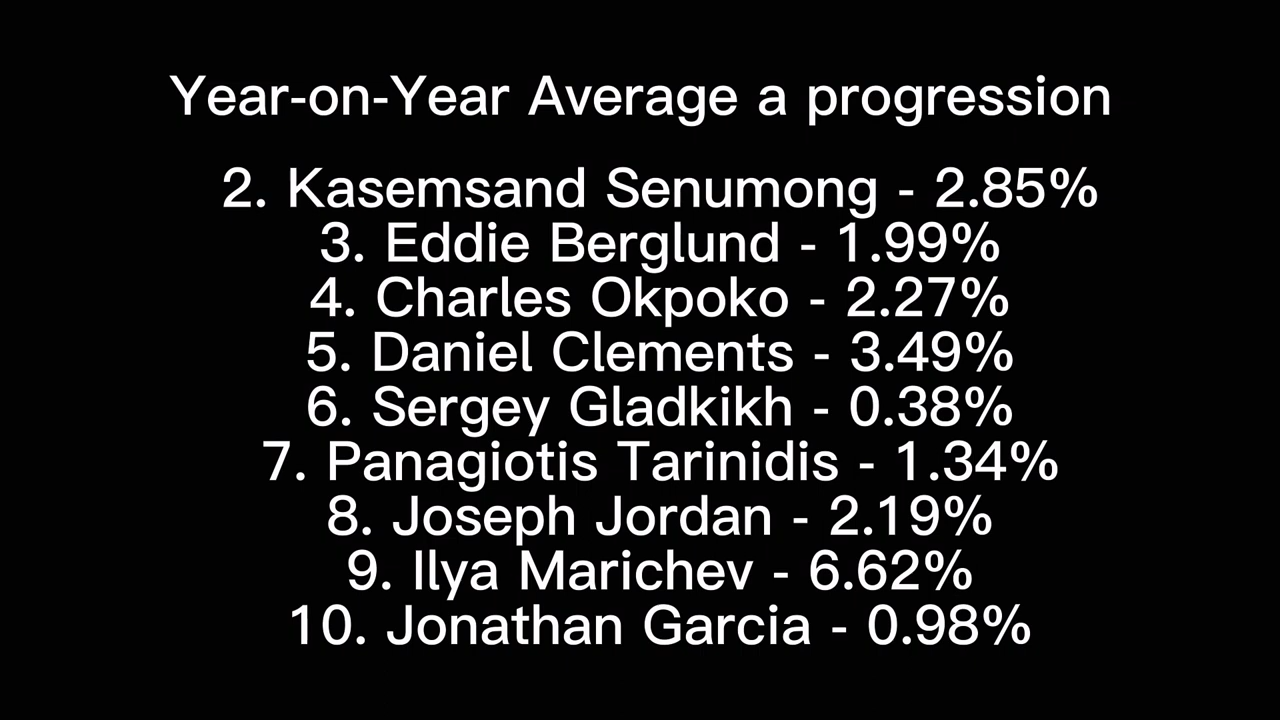 Year-on-Year Average a progression
2. Kasemsand Senumong - 2.85%
3. Eddie Berglund - 1.99%
4. Charles Okpoko - 2.27%
5. Daniel Clements - 3.49%
6. Sergey Gladkikh - 0.38%
7. Panagiotis Tarinidis - 1.34%
8. Joseph Jordan - 2.19%
9. Ilya Marichev - 6.62%
10. Jonathan Garcia - 0.98%